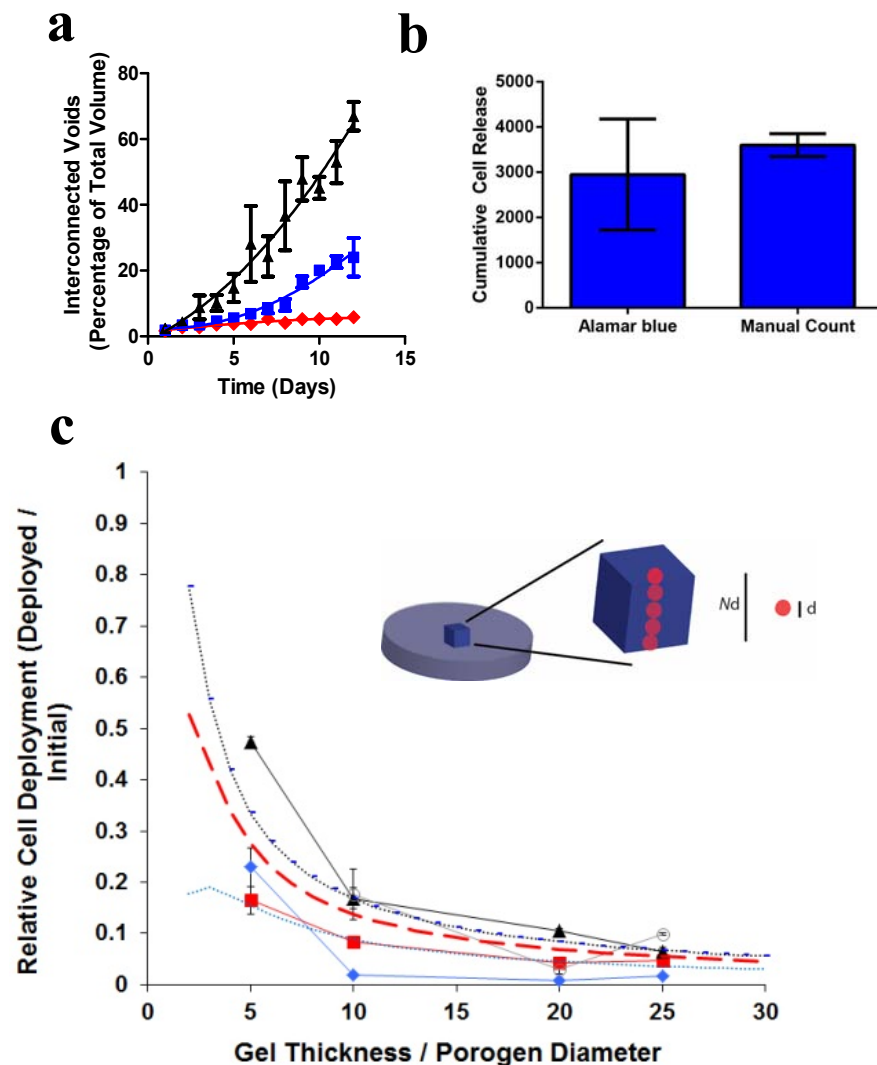 a
Interconnected Voids
(Percentage of Total Volume)
80
60
40
20
0
0
5
10
15
Time (Days)
b
Cumulative Cell Release
5000
4000
3000
2000
1000
0
Alamar blue
Manual Count
c
Relative Cell Deployment (Deployed /
Initial)
1
0.9
0.8
0.7
0.6
0.5
0.4
0.3
0.2
0.1
0
0
5
10
15
20
25
30
Gel Thickness / Porogen Diameter
Nd
d